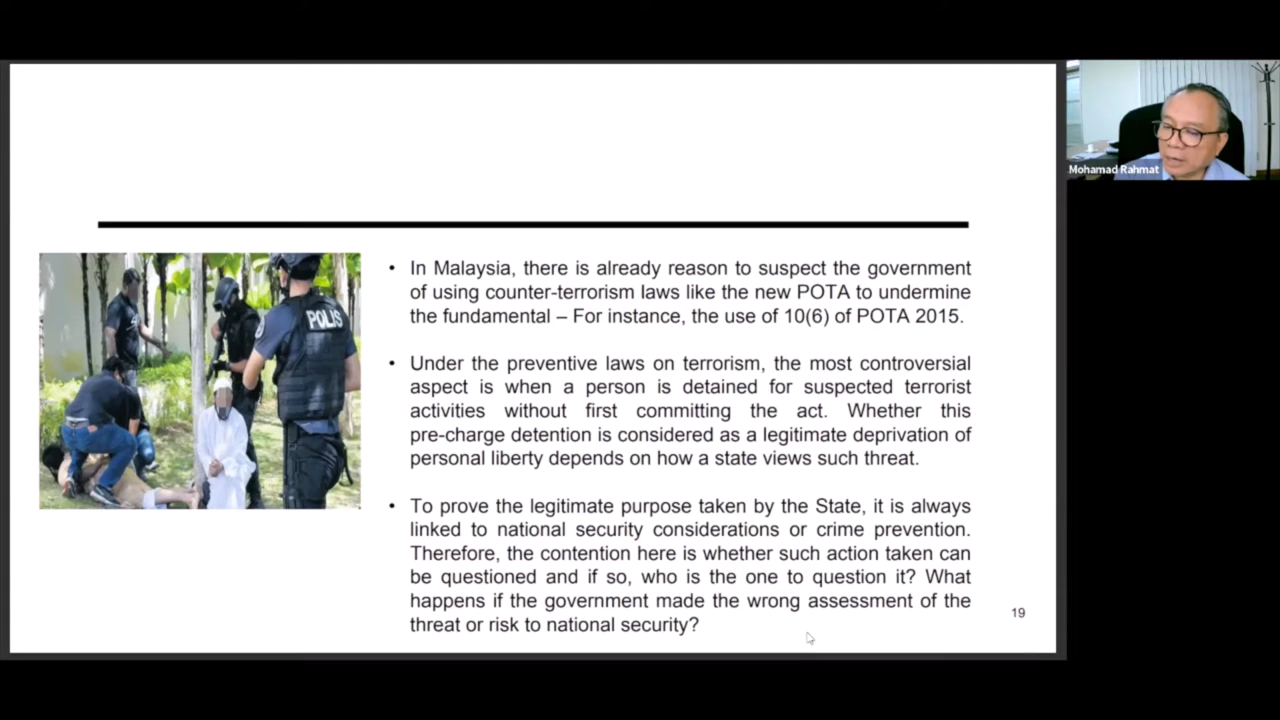 Mohamad Rahmat
POLIS
• In Malaysia, there is already reason to suspect the government
of using counter-terrorism laws like the new POTA to undermine
the fundamental – For instance, the use of 10(6) of POTA 2015.
• Under the preventive laws on terrorism, the most controversial
aspect is when a person is detained for suspected terrorist
activities without first committing the act. Whether this
pre-charge detention is considered as a legitimate deprivation of
personal liberty depends on how a state views such threat.
• To prove the legitimate purpose taken by the State, it is always
linked to national security considerations or crime prevention.
Therefore, the contention here is whether such action taken can
be questioned and if so, who is the one to question it? What
happens if the government made the wrong assessment of the
threat or risk to national security?
19